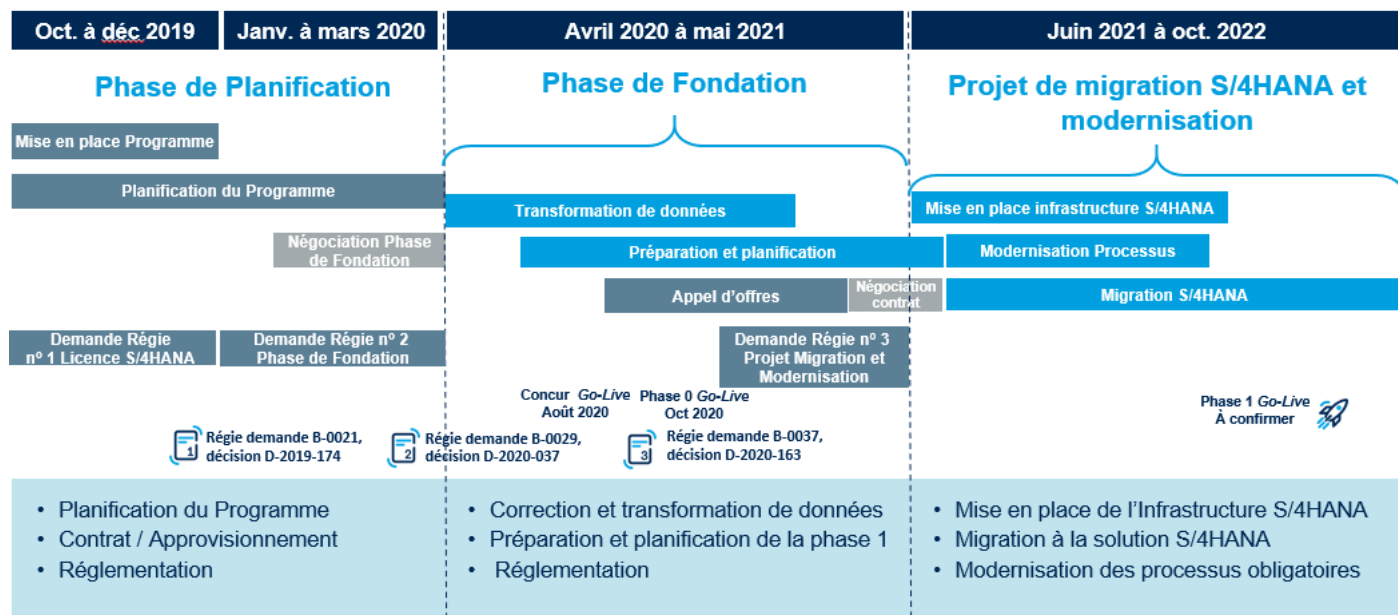 Oct. à déc 2019
Janv. à mars 2020
Avril 2020 à mai 2021
Juin 2021 à oct. 2022
Phase de Planification
Phase de Fondation
Projet de migration S/4HANA et
modernisation
Mise en place Programme
Planification du Programme
Transformation de données
Mise en place infrastructure S/4HANA
Négociation Phase
de Fondation
Préparation et planification
Modernisation Processus
Appel d'offres
Négociation
contrat
Migration S/4HANA
Demande Régie
nº 1 Licence S/4HANA
Demande Régie nº 2
Phase de Fondation
Demande Régie nº 3
Projet Migration et
Modernisation
Concur Go-Live
Août 2020
Phase 0 Go-Live
Oct 2020
Phase 1 Go-Live
À confirmer
1
Régie demande B-0021,
décision D-2019-174
2
Régie demande B-0029,
décision D-2020-037
3
Régie demande B-0037,
décision D-2020-163
• Planification du Programme
• Contrat / Approvisionnement
• Réglementation
• Correction et transformation de données
• Préparation et planification de la phase 1
• Réglementation
• Mise en place de l'Infrastructure S/4HANA
• Migration à la solution S/4HANA
• Modernisation des processus obligatoires